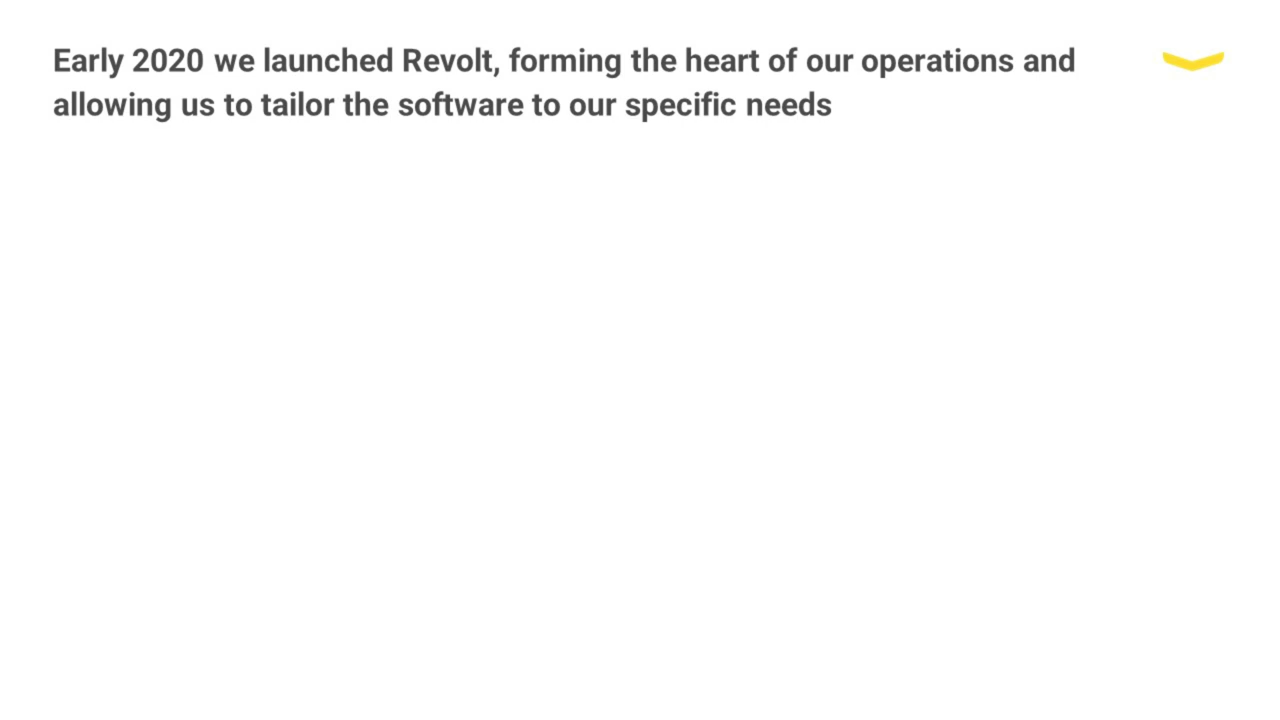 Early 2020 we launched Revolt, forming the heart of our operations and
allowing us to tailor the software to our specific needs